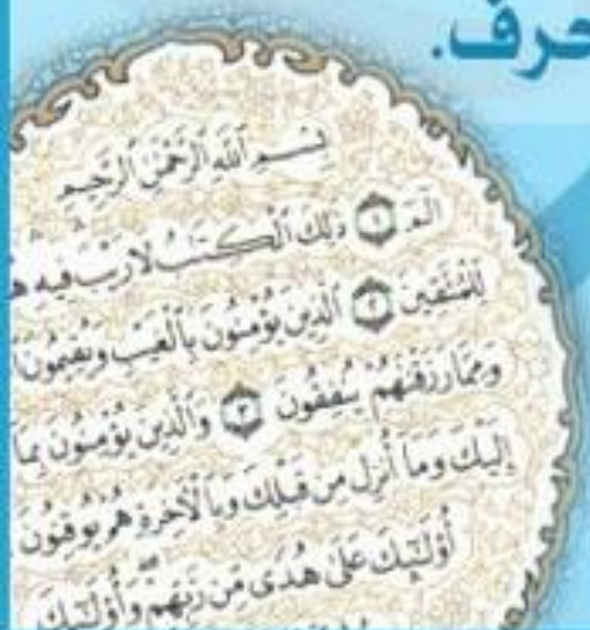 حرف.
بِسْمِ ٱللَّهِ ٱلرَّحْمَٰنِ ٱلرَّحِيمِ
الٓمٓ ۝١ ذَٰلِكَ ٱلْكِتَٰبُ لَا رَيْبَ فِيهِ
لِّلْمُتَّقِينَ ۝٢ ٱلَّذِينَ يُؤْمِنُونَ بِٱلْغَيْبِ وَيُقِيمُونَ
وَمِمَّا رَزَقْنَٰهُمْ يُنفِقُونَ ۝٣ وَٱلَّذِينَ يُؤْمِنُونَ بِمَا
إِلَيْكَ وَمَا أُنزِلَ مِن قَبْلِكَ وَبِٱلْأَخِرَةِ هُمْ يُوقِنُونَ
أُوْلَٰٓئِكَ عَلَىٰ هُدًى مِّن رَّبِّهِمْ وَأُوْلَٰٓئِكَ